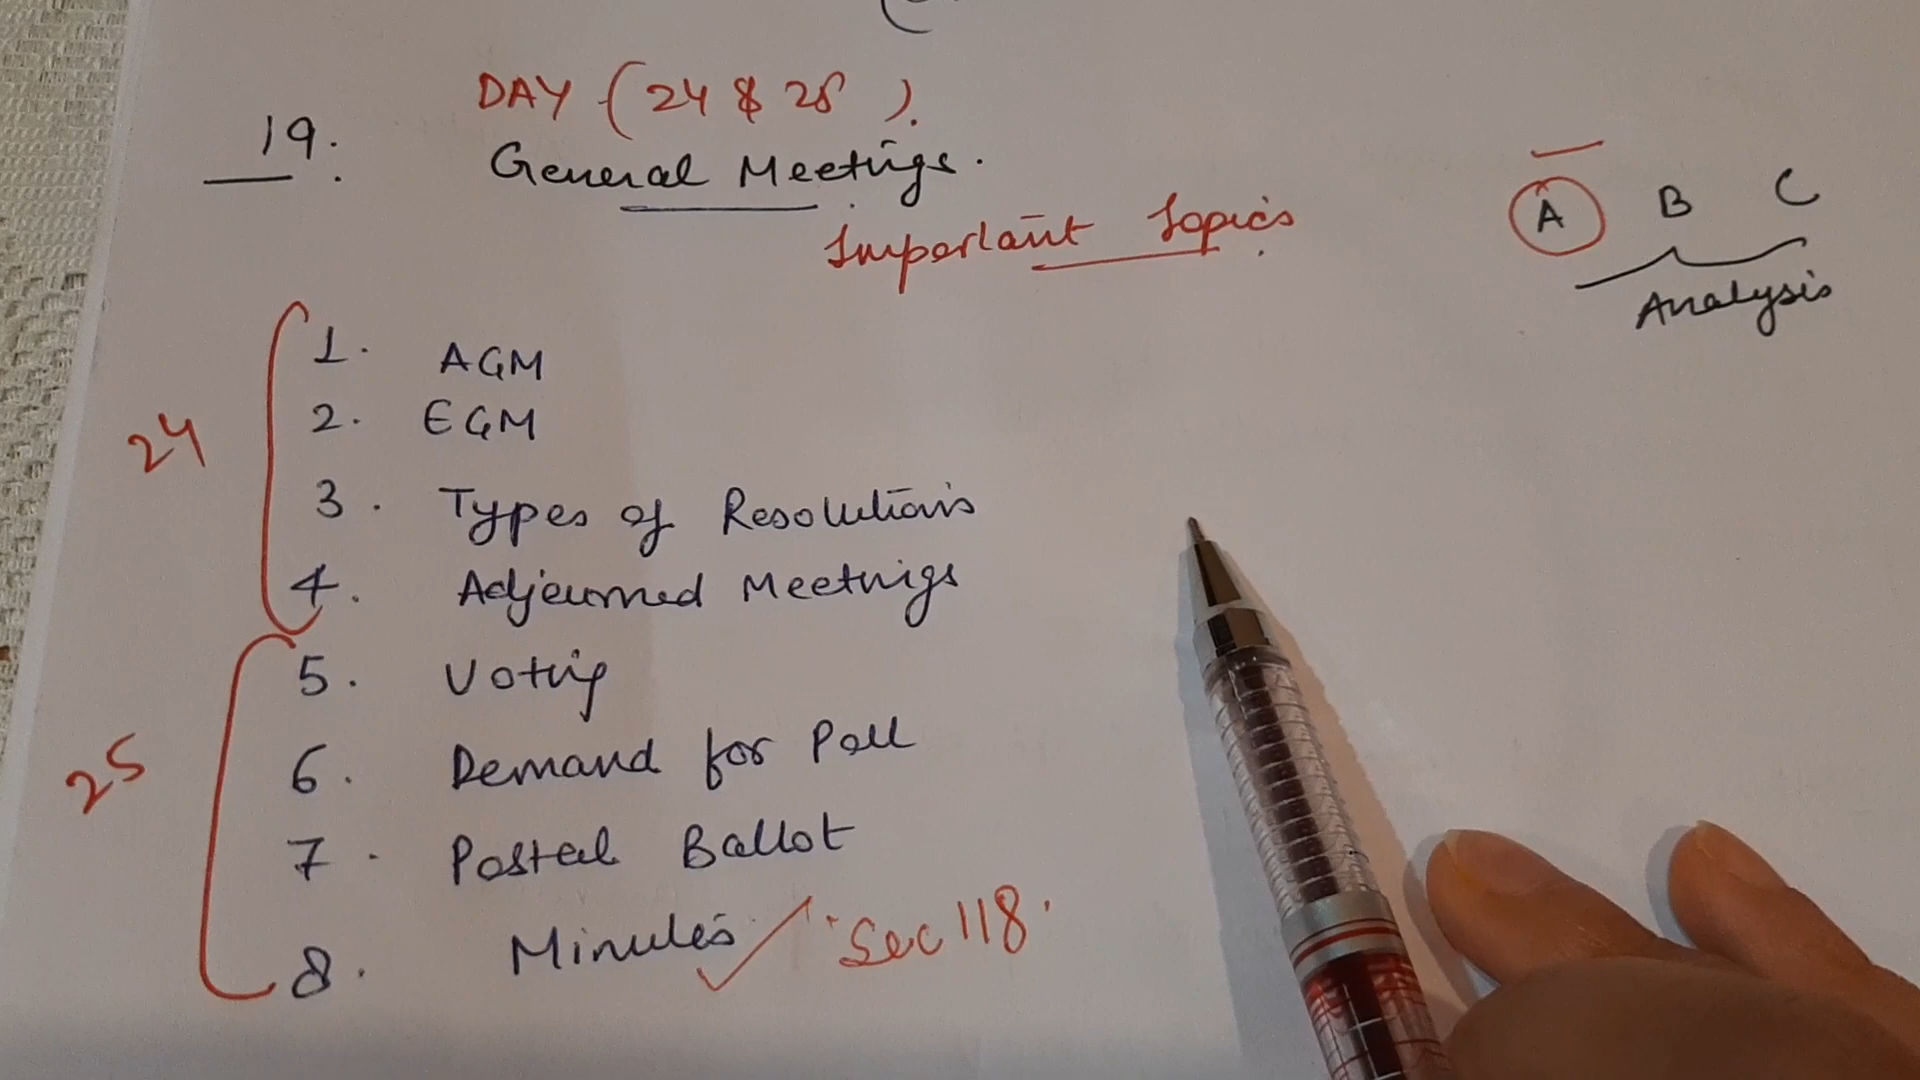 DAY (24 & 25).
19. General Meetings.
Important Topics
A B C
Analysis
24
1. AGM
2. EGM
3. Types of Resolutions
4. Adjourned Meetings
25
5. Voting
6. Demand for Poll
7. Postal Ballot
8. Minutes ✓ Sec 118.